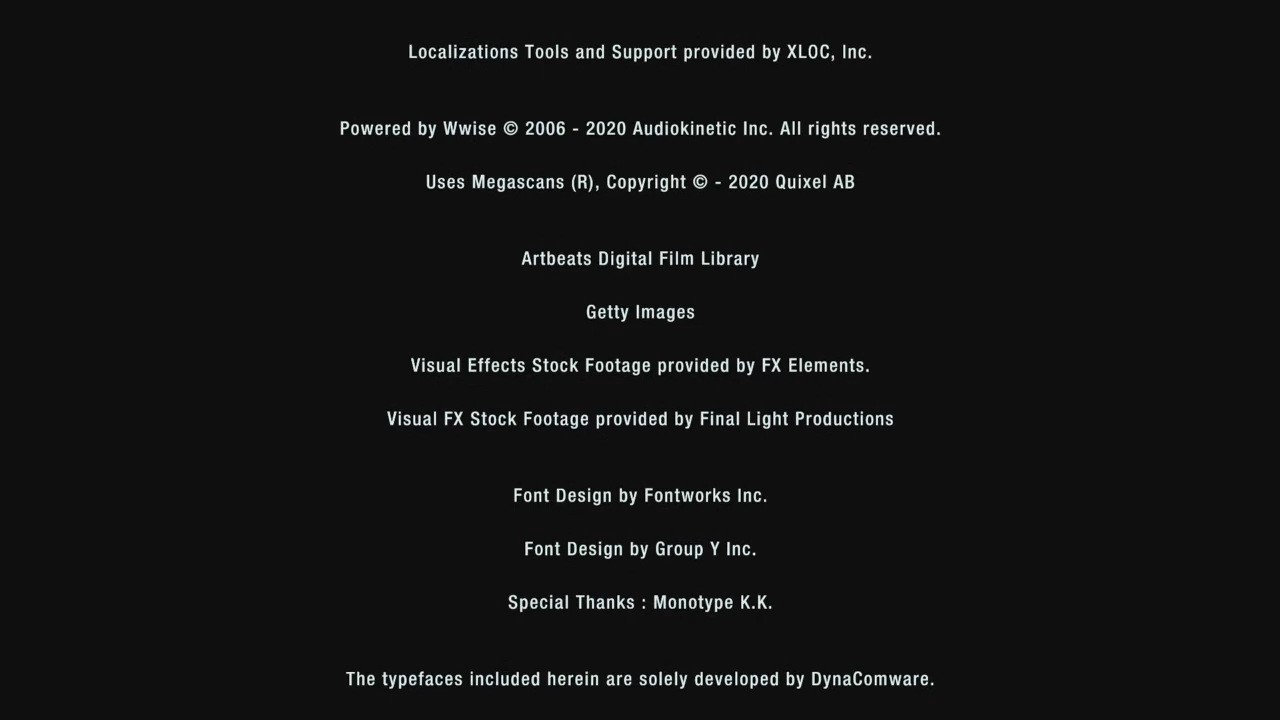 Localizations Tools and Support provided by XLOC, Inc.
Powered by Wwise © 2006 - 2020 Audiokinetic Inc. All rights reserved.
Uses Megascans (R), Copyright © - 2020 Quixel AB
Artbeats Digital Film Library
Getty Images
Visual Effects Stock Footage provided by FX Elements.
Visual FX Stock Footage provided by Final Light Productions
Font Design by Fontworks Inc.
Font Design by Group Y Inc.
Special Thanks : Monotype K.K.
The typefaces included herein are solely developed by DynaComware.